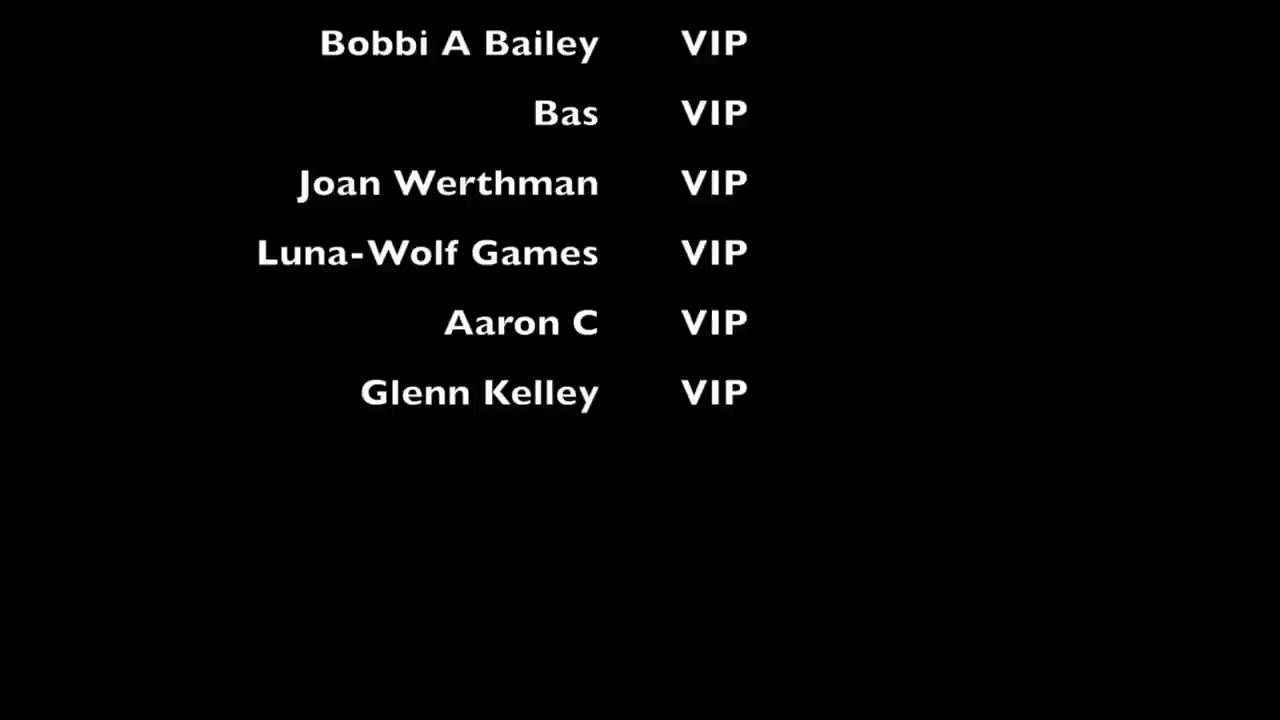 Bobbi A Bailey VIP
Bas VIP
Joan Werthman VIP
Luna-Wolf Games VIP
Aaron C VIP
Glenn Kelley VIP